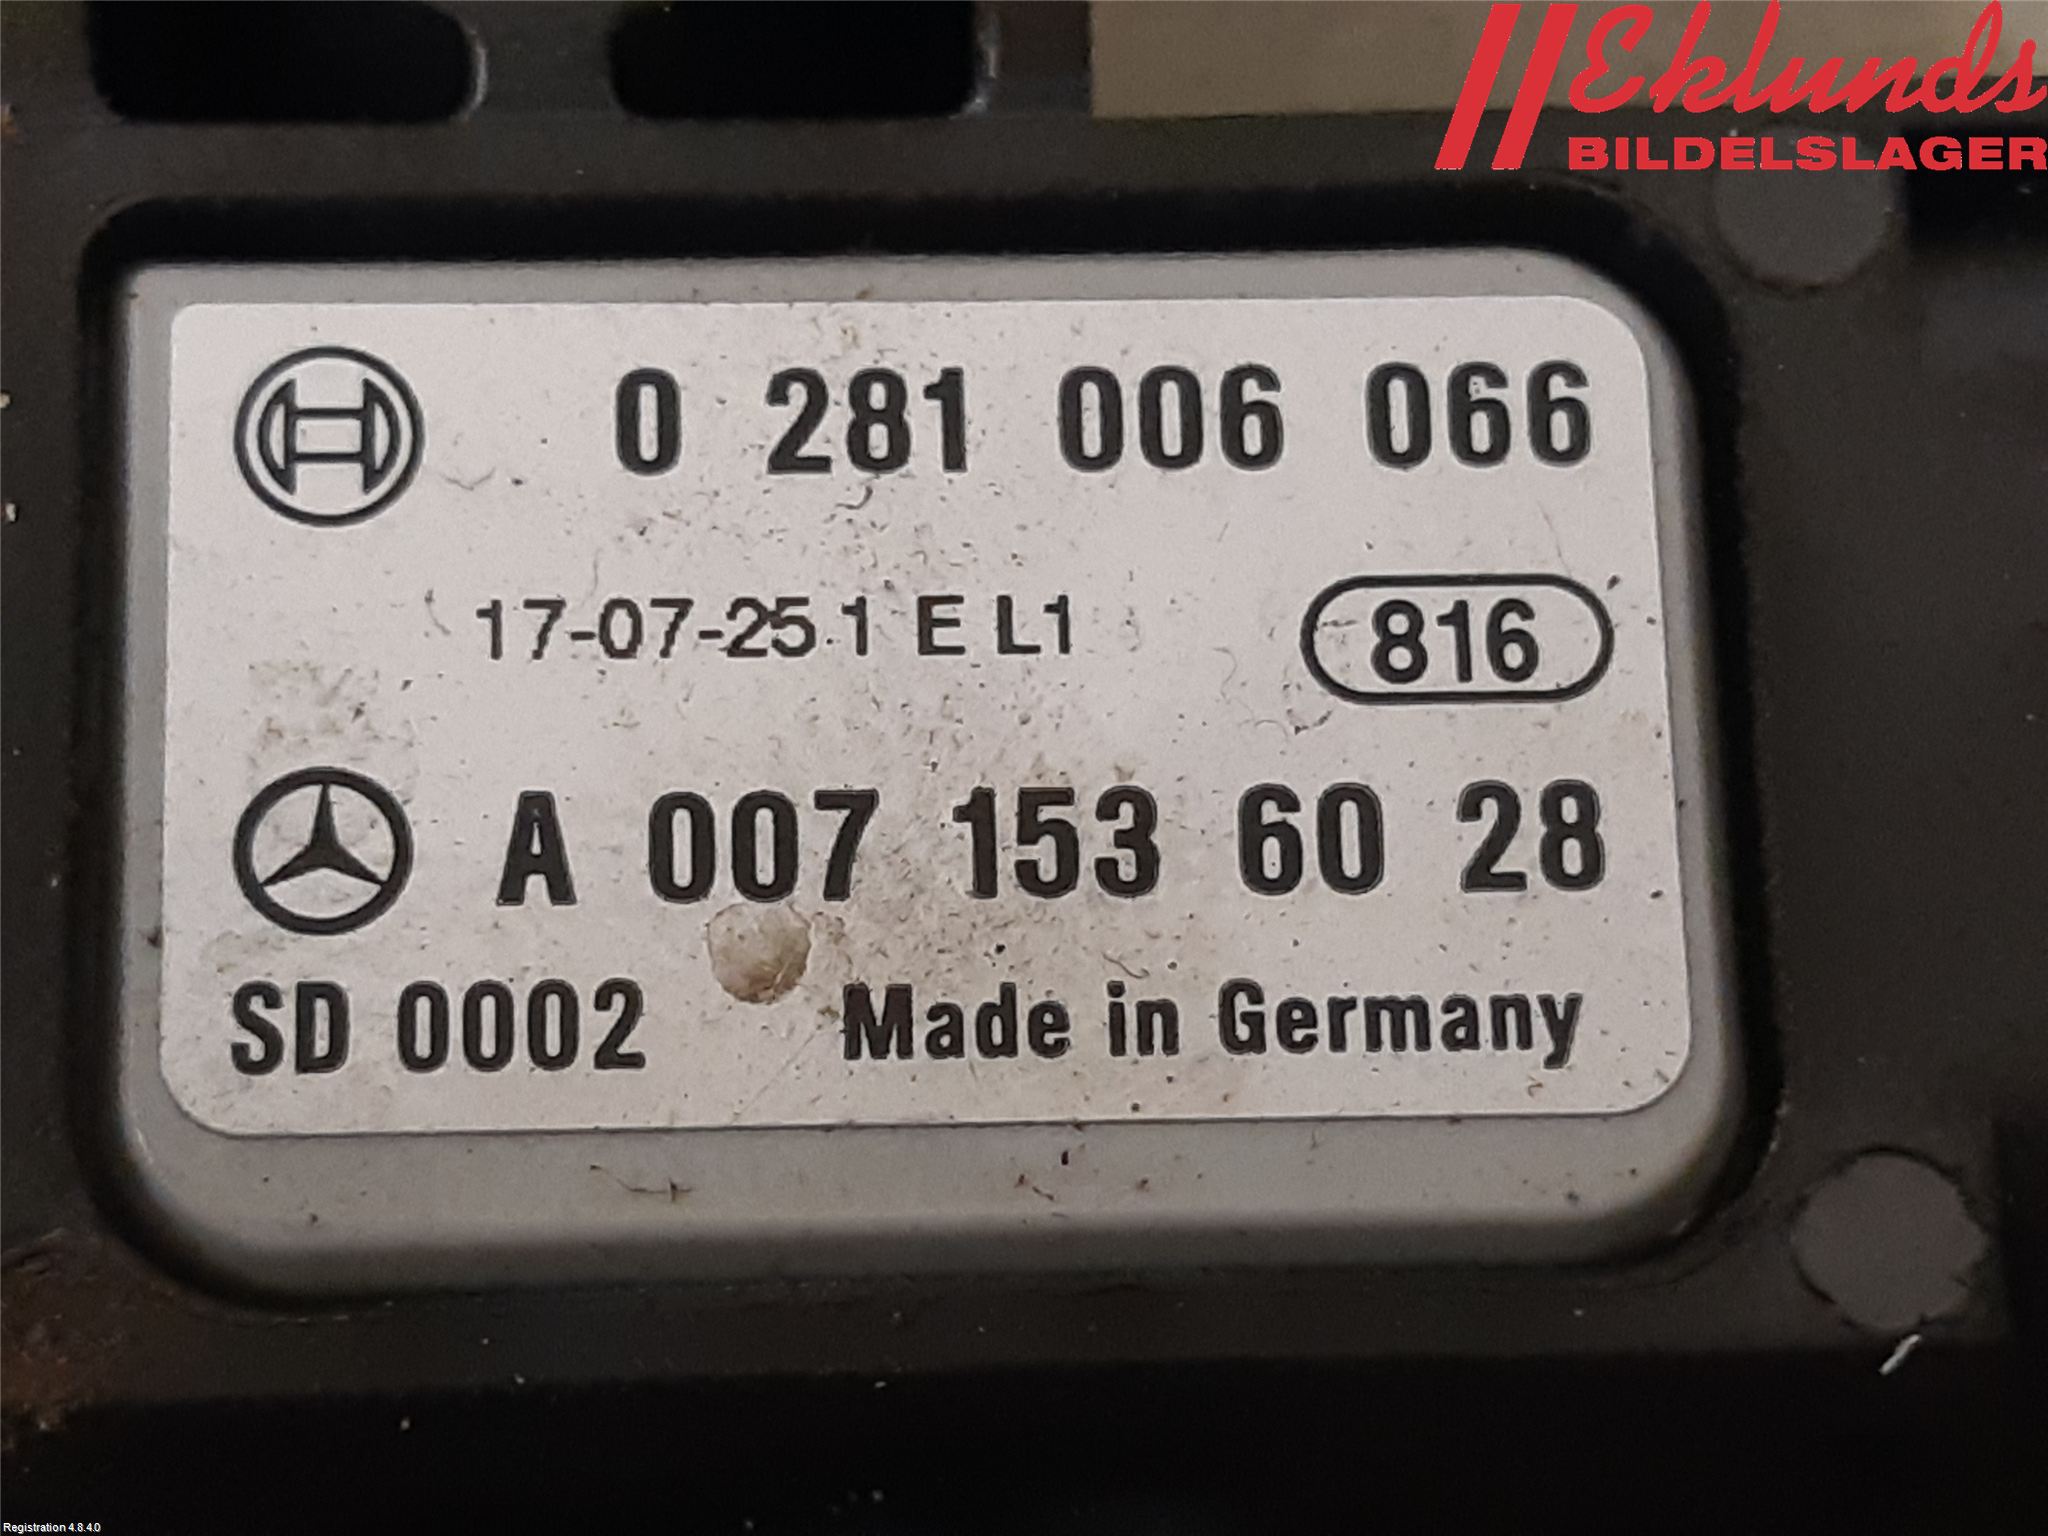 Eklunds
BILDELSLAGER
0 281 006 066
17-07-25 1 E L1
816
A 007 153 60 28
SD 0002 Made in Germany
Registration 4.8.4.0